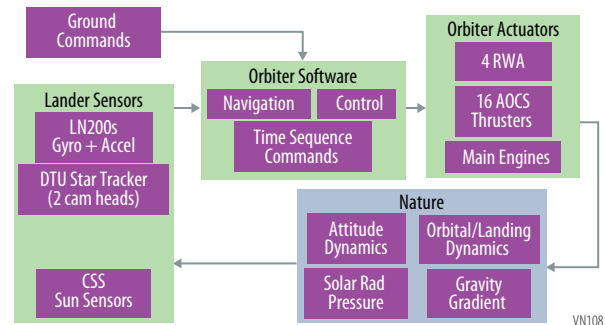 Ground
Commands
Orbiter Software
Navigation
Control
Time Sequence
Commands
Orbiter Actuators
4 RWA
16 AOCS
Thrusters
Main Engines
Lander Sensors
LN200s
Gyro + Accel
DTU Star Tracker
(2 cam heads)
CSS
Sun Sensors
Nature
Attitude
Dynamics
Orbital/Landing
Dynamics
Solar Rad
Pressure
Gravity
Gradient
VN108